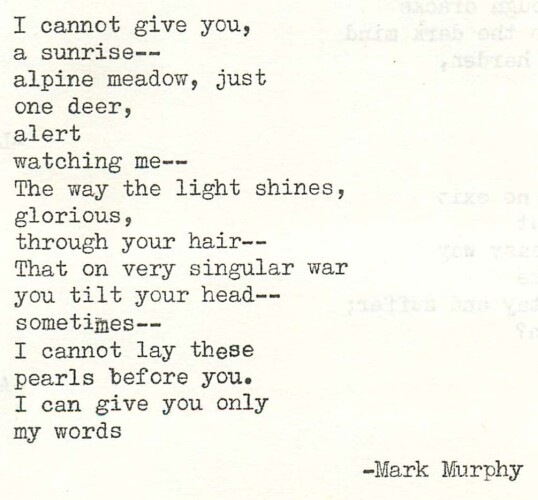 I cannot give you,
a sunrise--
alpine meadow, just
one deer,
alert
watching me--
The way the light shines,
glorious,
through your hair--
That on very singular war
you tilt your head--
sometimes--
I cannot lay these
pearls before you.
I can give you only
my words
-Mark Murphy